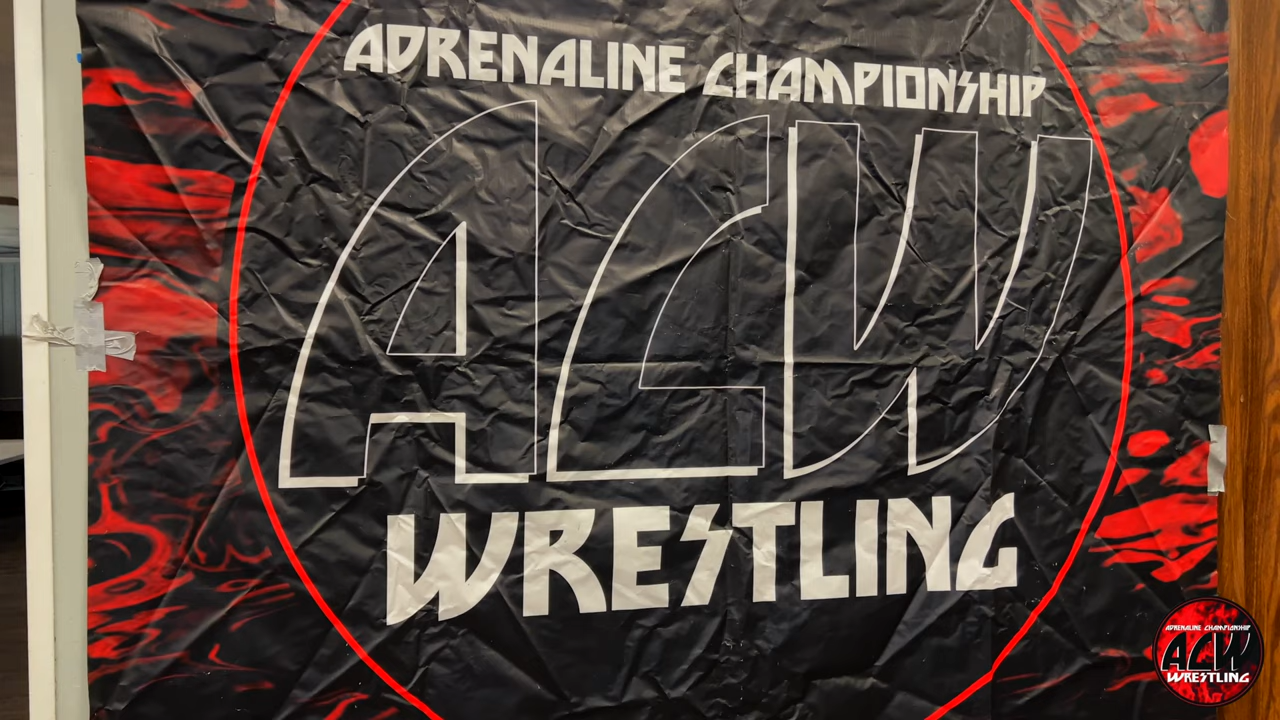 ADRENALINE CHAMPIONSHIP
ACW
WRESTLING
ADRENALINE CHAMPIONSHIP
ACW
WRESTLING